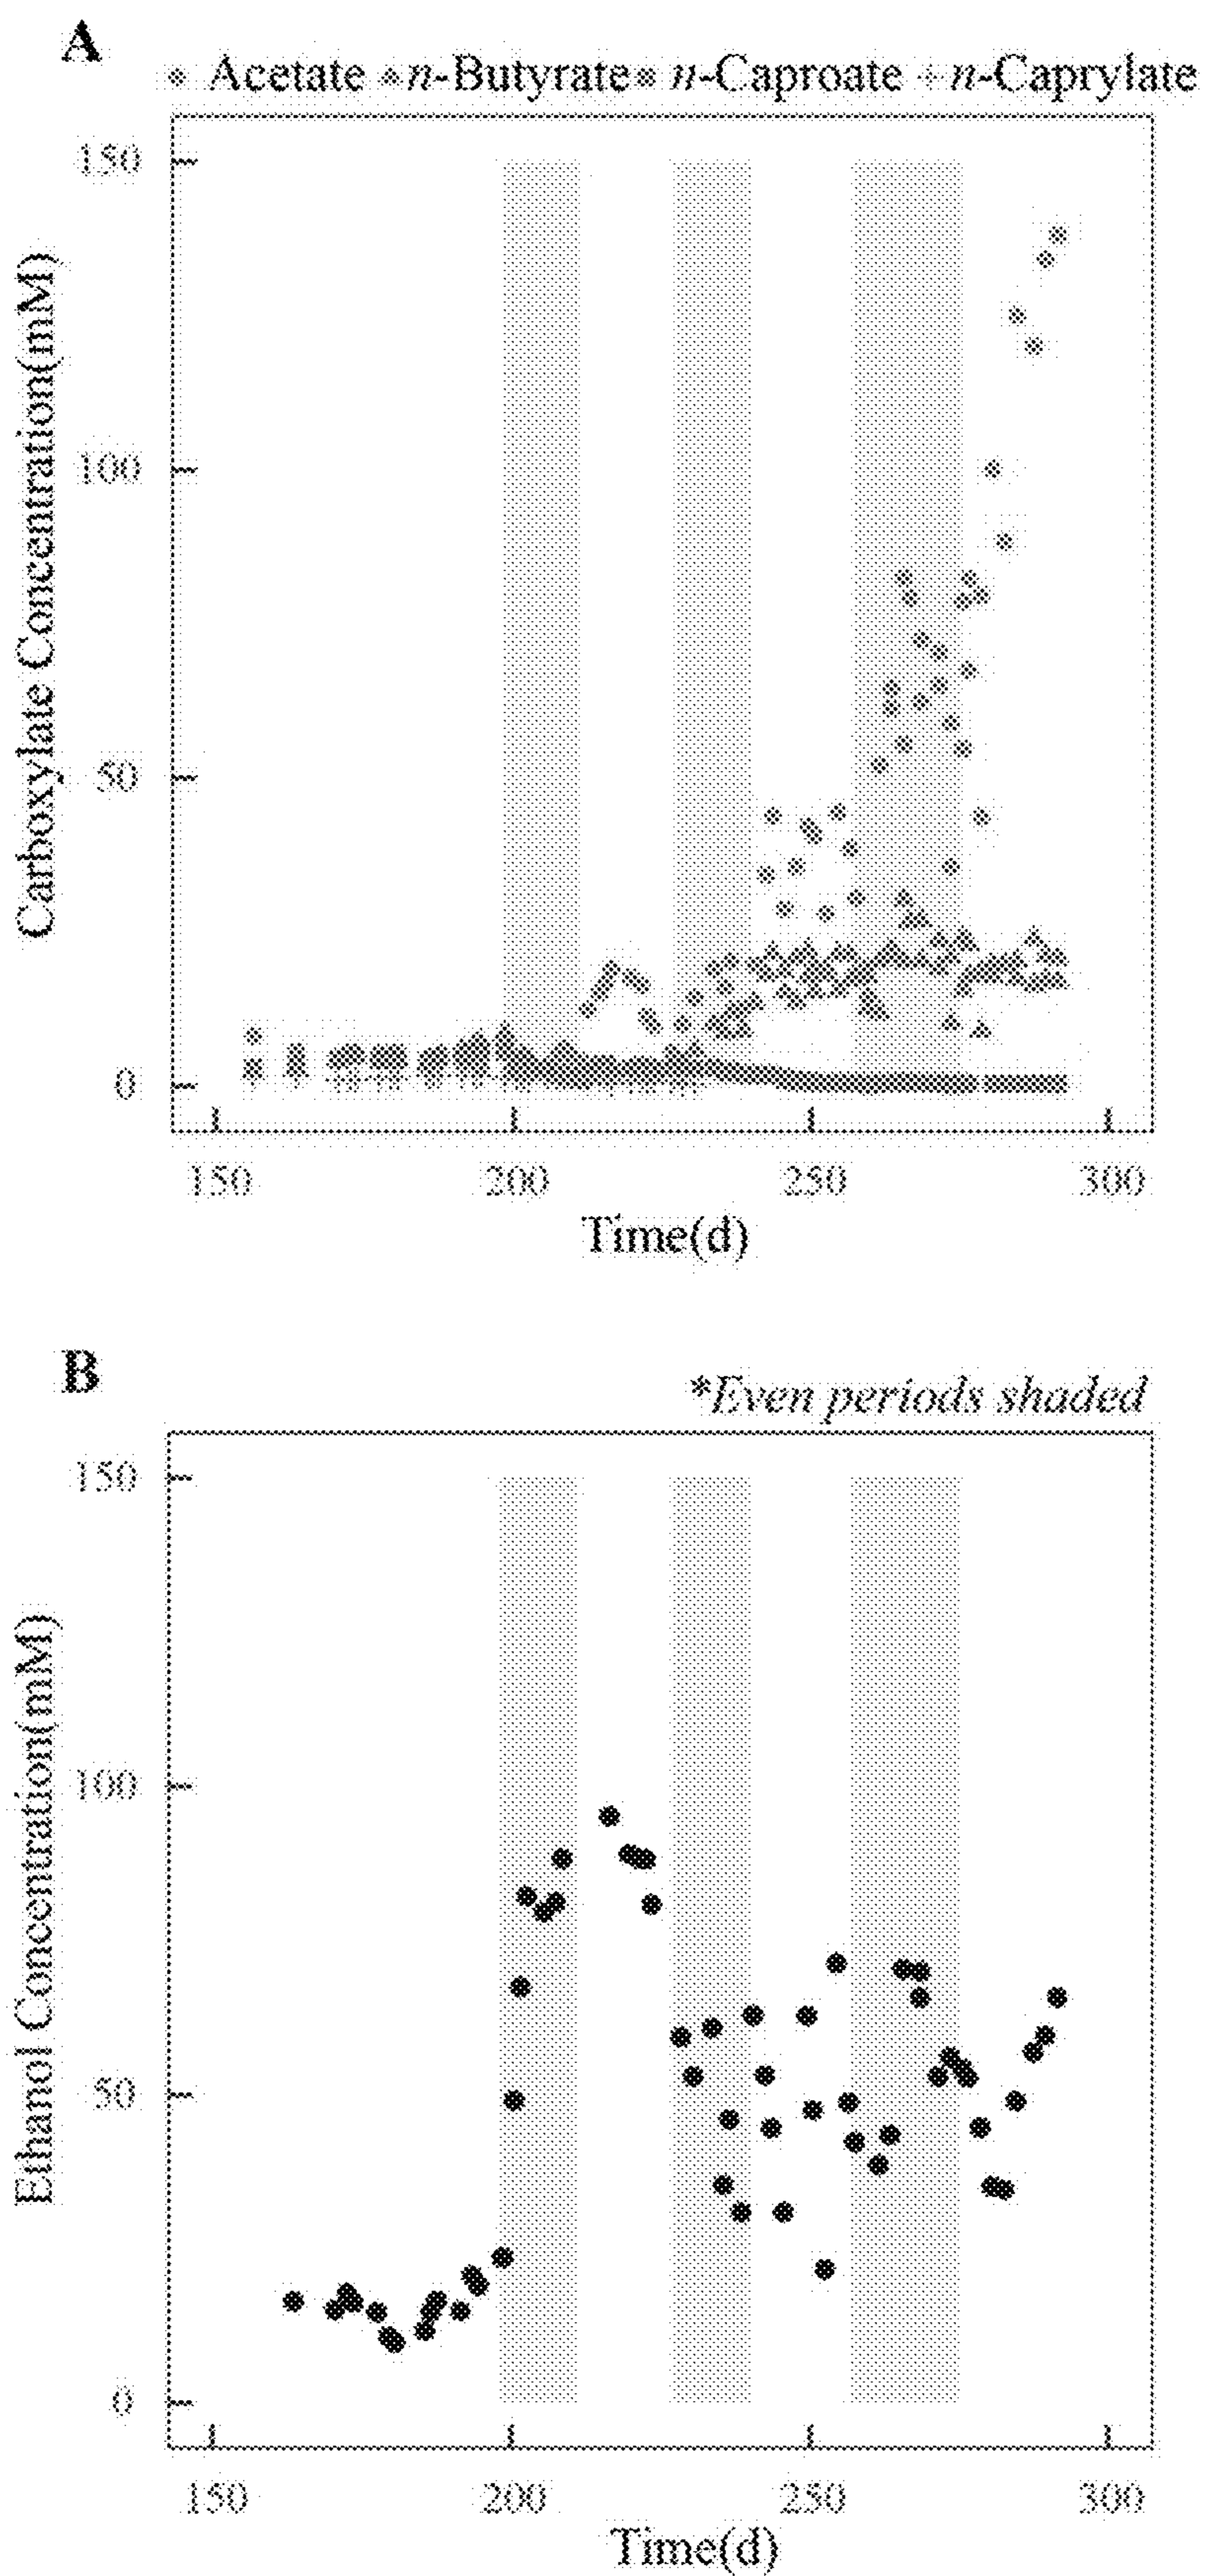 A
Acetate n-Butyrate n-Caproate n-Caprylate
150
100
50
0
Carboxylate Concentration(mM)
150 200 250 300
Time(d)
B
*Even periods shaded
150
100
50
0
Ethanol Concentration(mM)
150 200 250 300
Time(d)